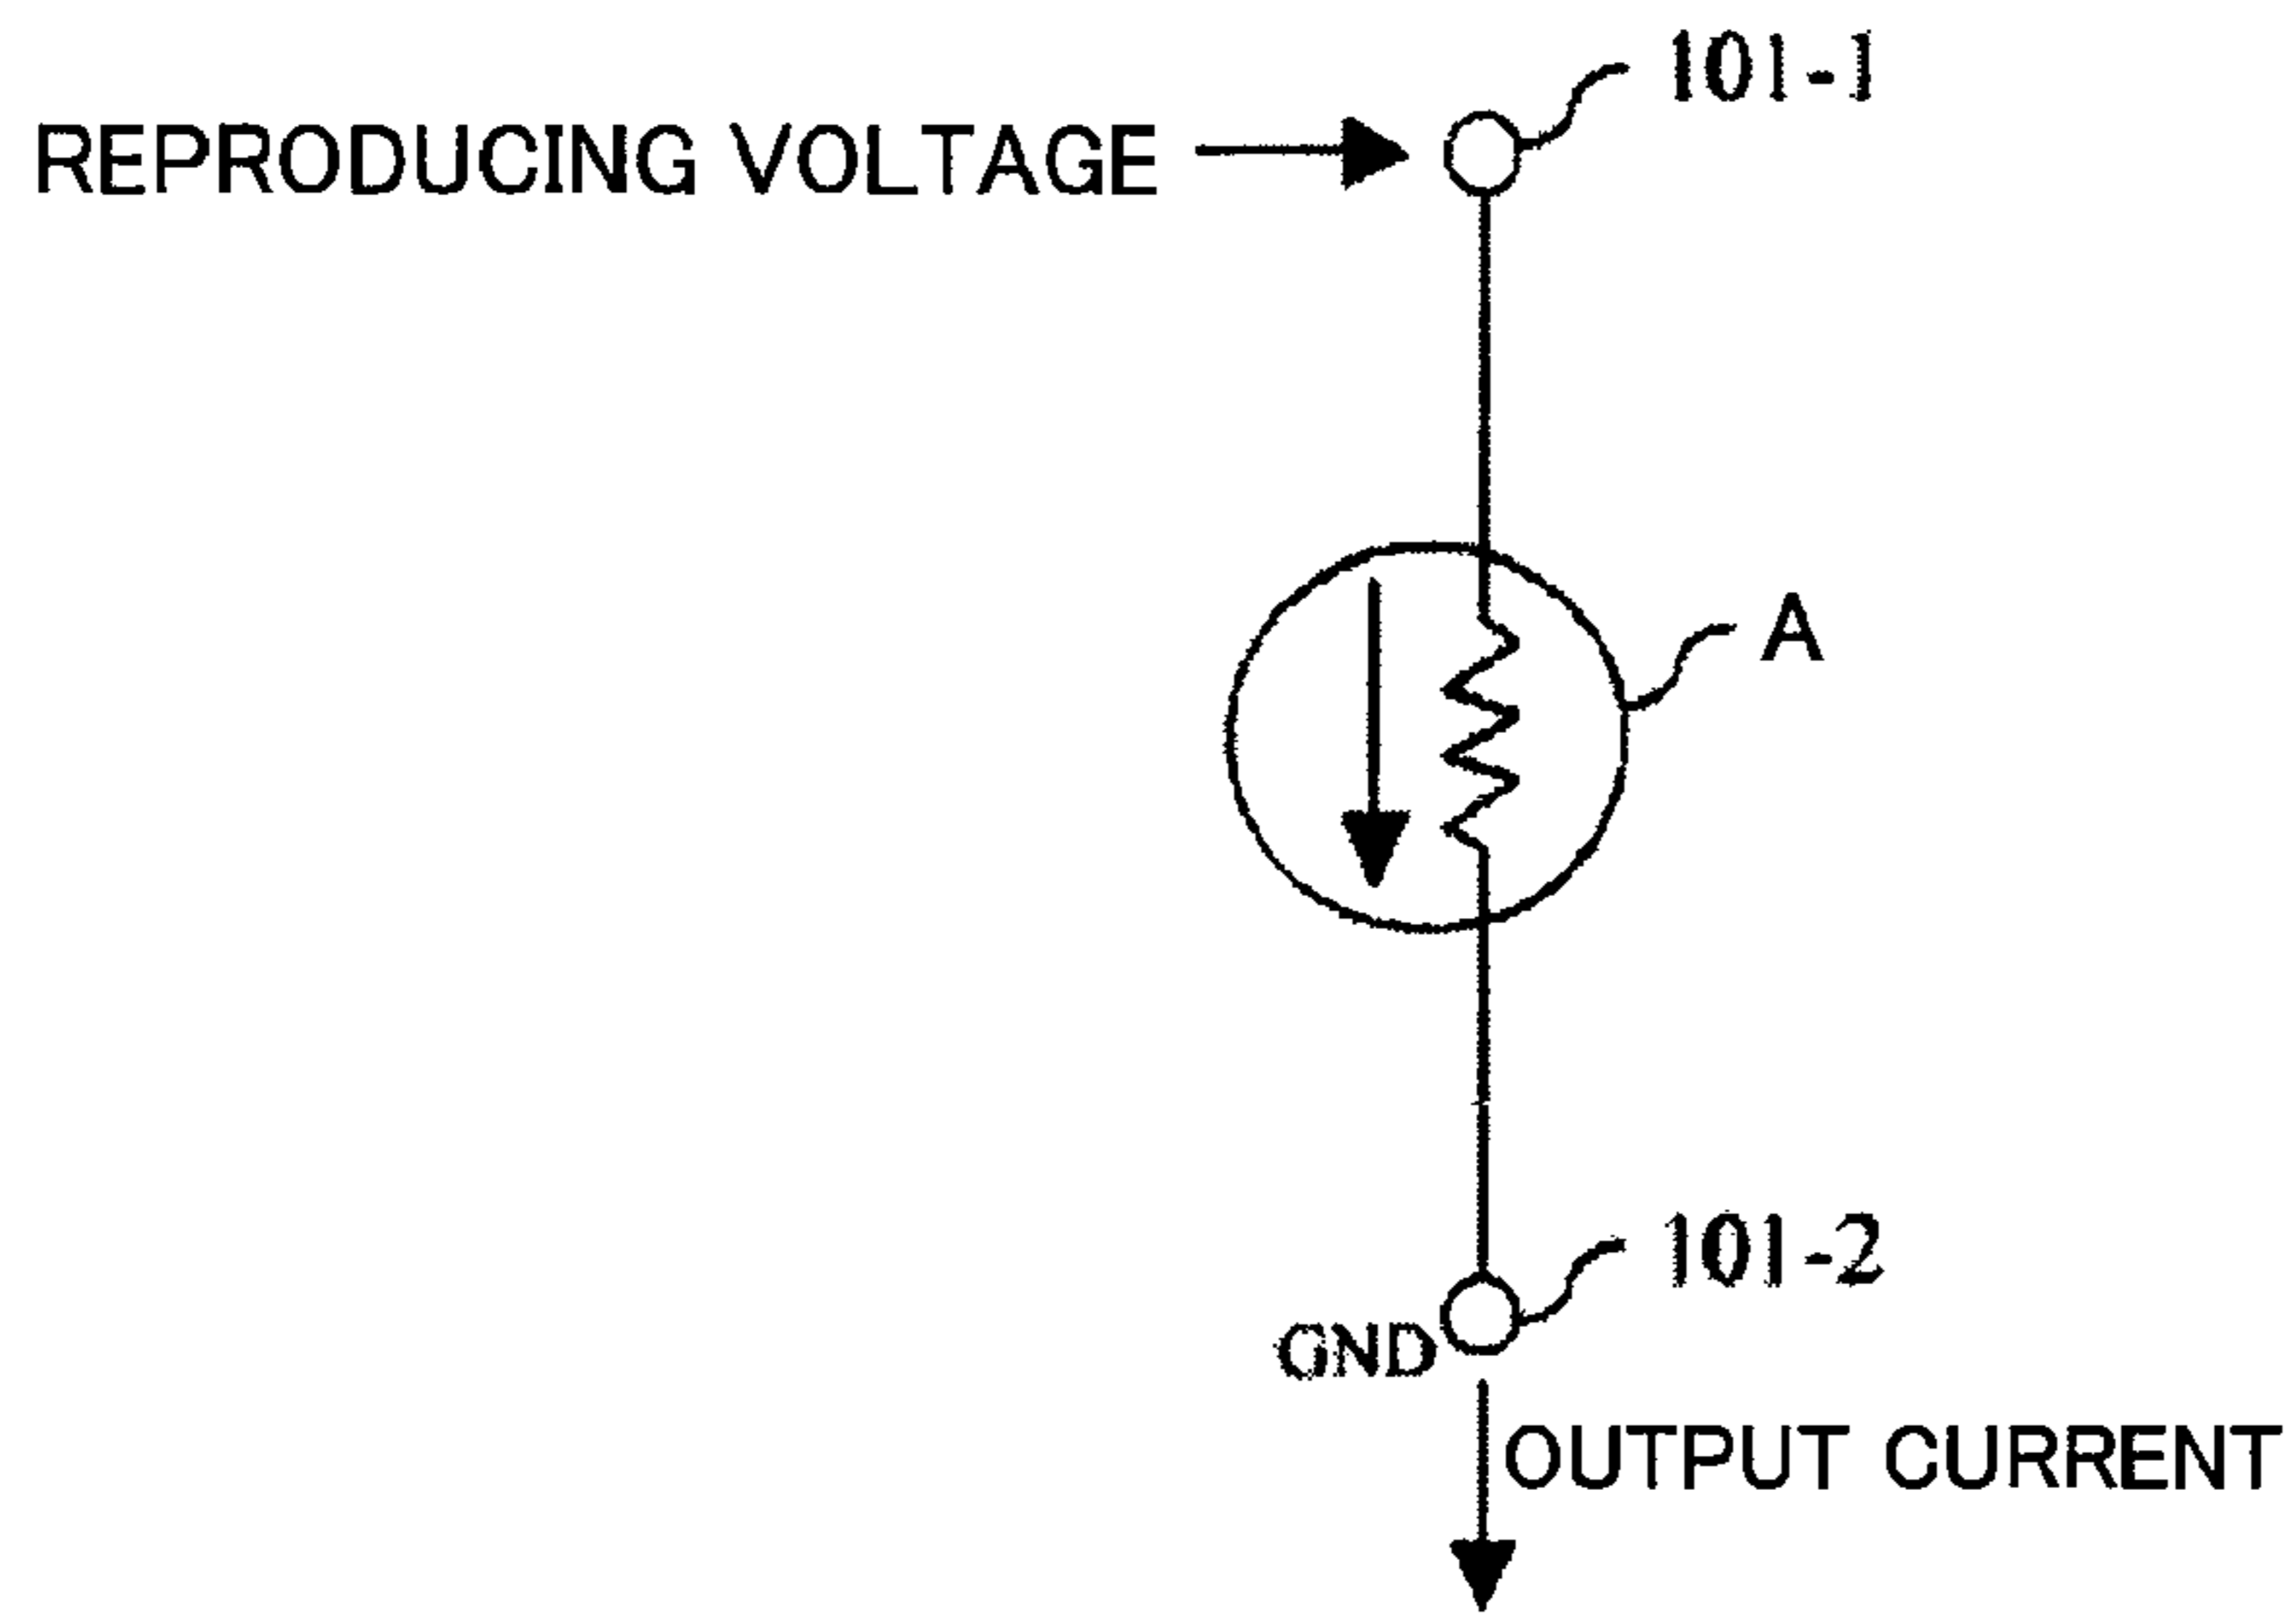 101-1
REPRODUCING VOLTAGE
A
101-2
GND
OUTPUT CURRENT